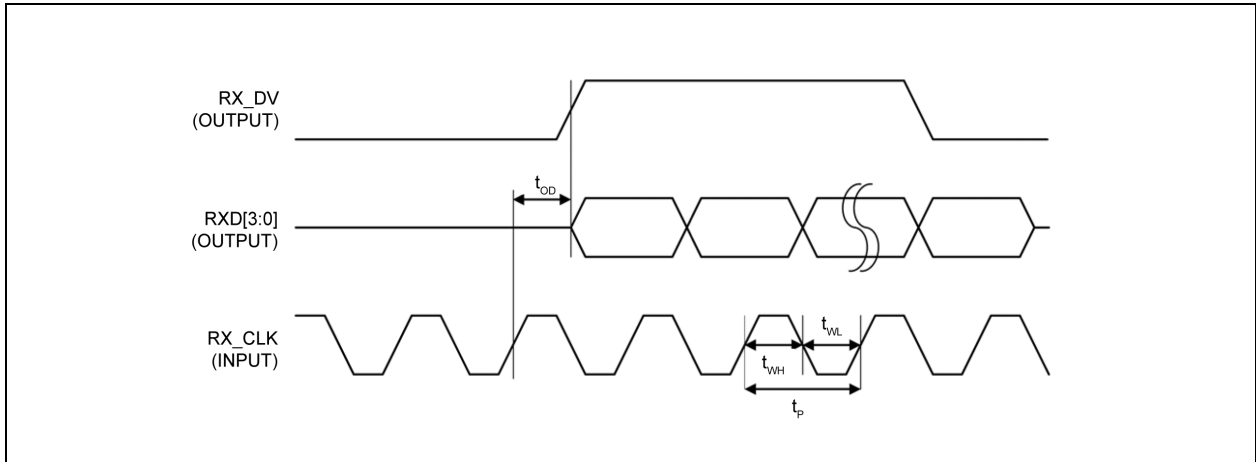 RX_DV
(OUTPUT)
tOD
RXD[3:0]
(OUTPUT)
RX_CLK
(INPUT)
tWH
tWL
tP